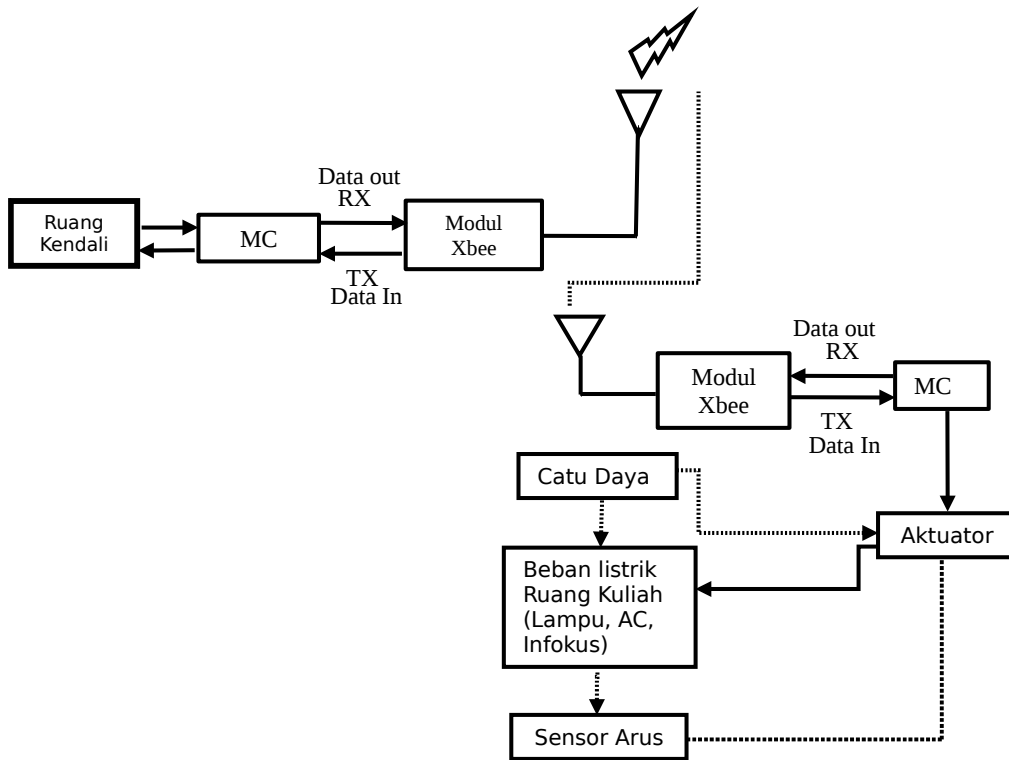 Ruang
Kendali
MC
Data out
RX
TX
Data In
Modul
Xbee
Modul
Xbee
Data out
RX
TX
Data In
MC
Catu Daya
Aktuator
Beban listrik
Ruang Kuliah
(Lampu, AC,
Infokus)
Sensor Arus